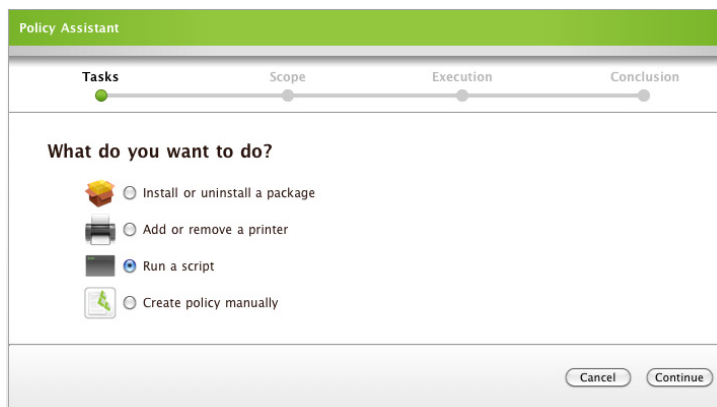 Policy Assistant
Tasks Scope Execution Conclusion
What do you want to do?
Install or uninstall a package
Add or remove a printer
Run a script
Create policy manually
Cancel Continue